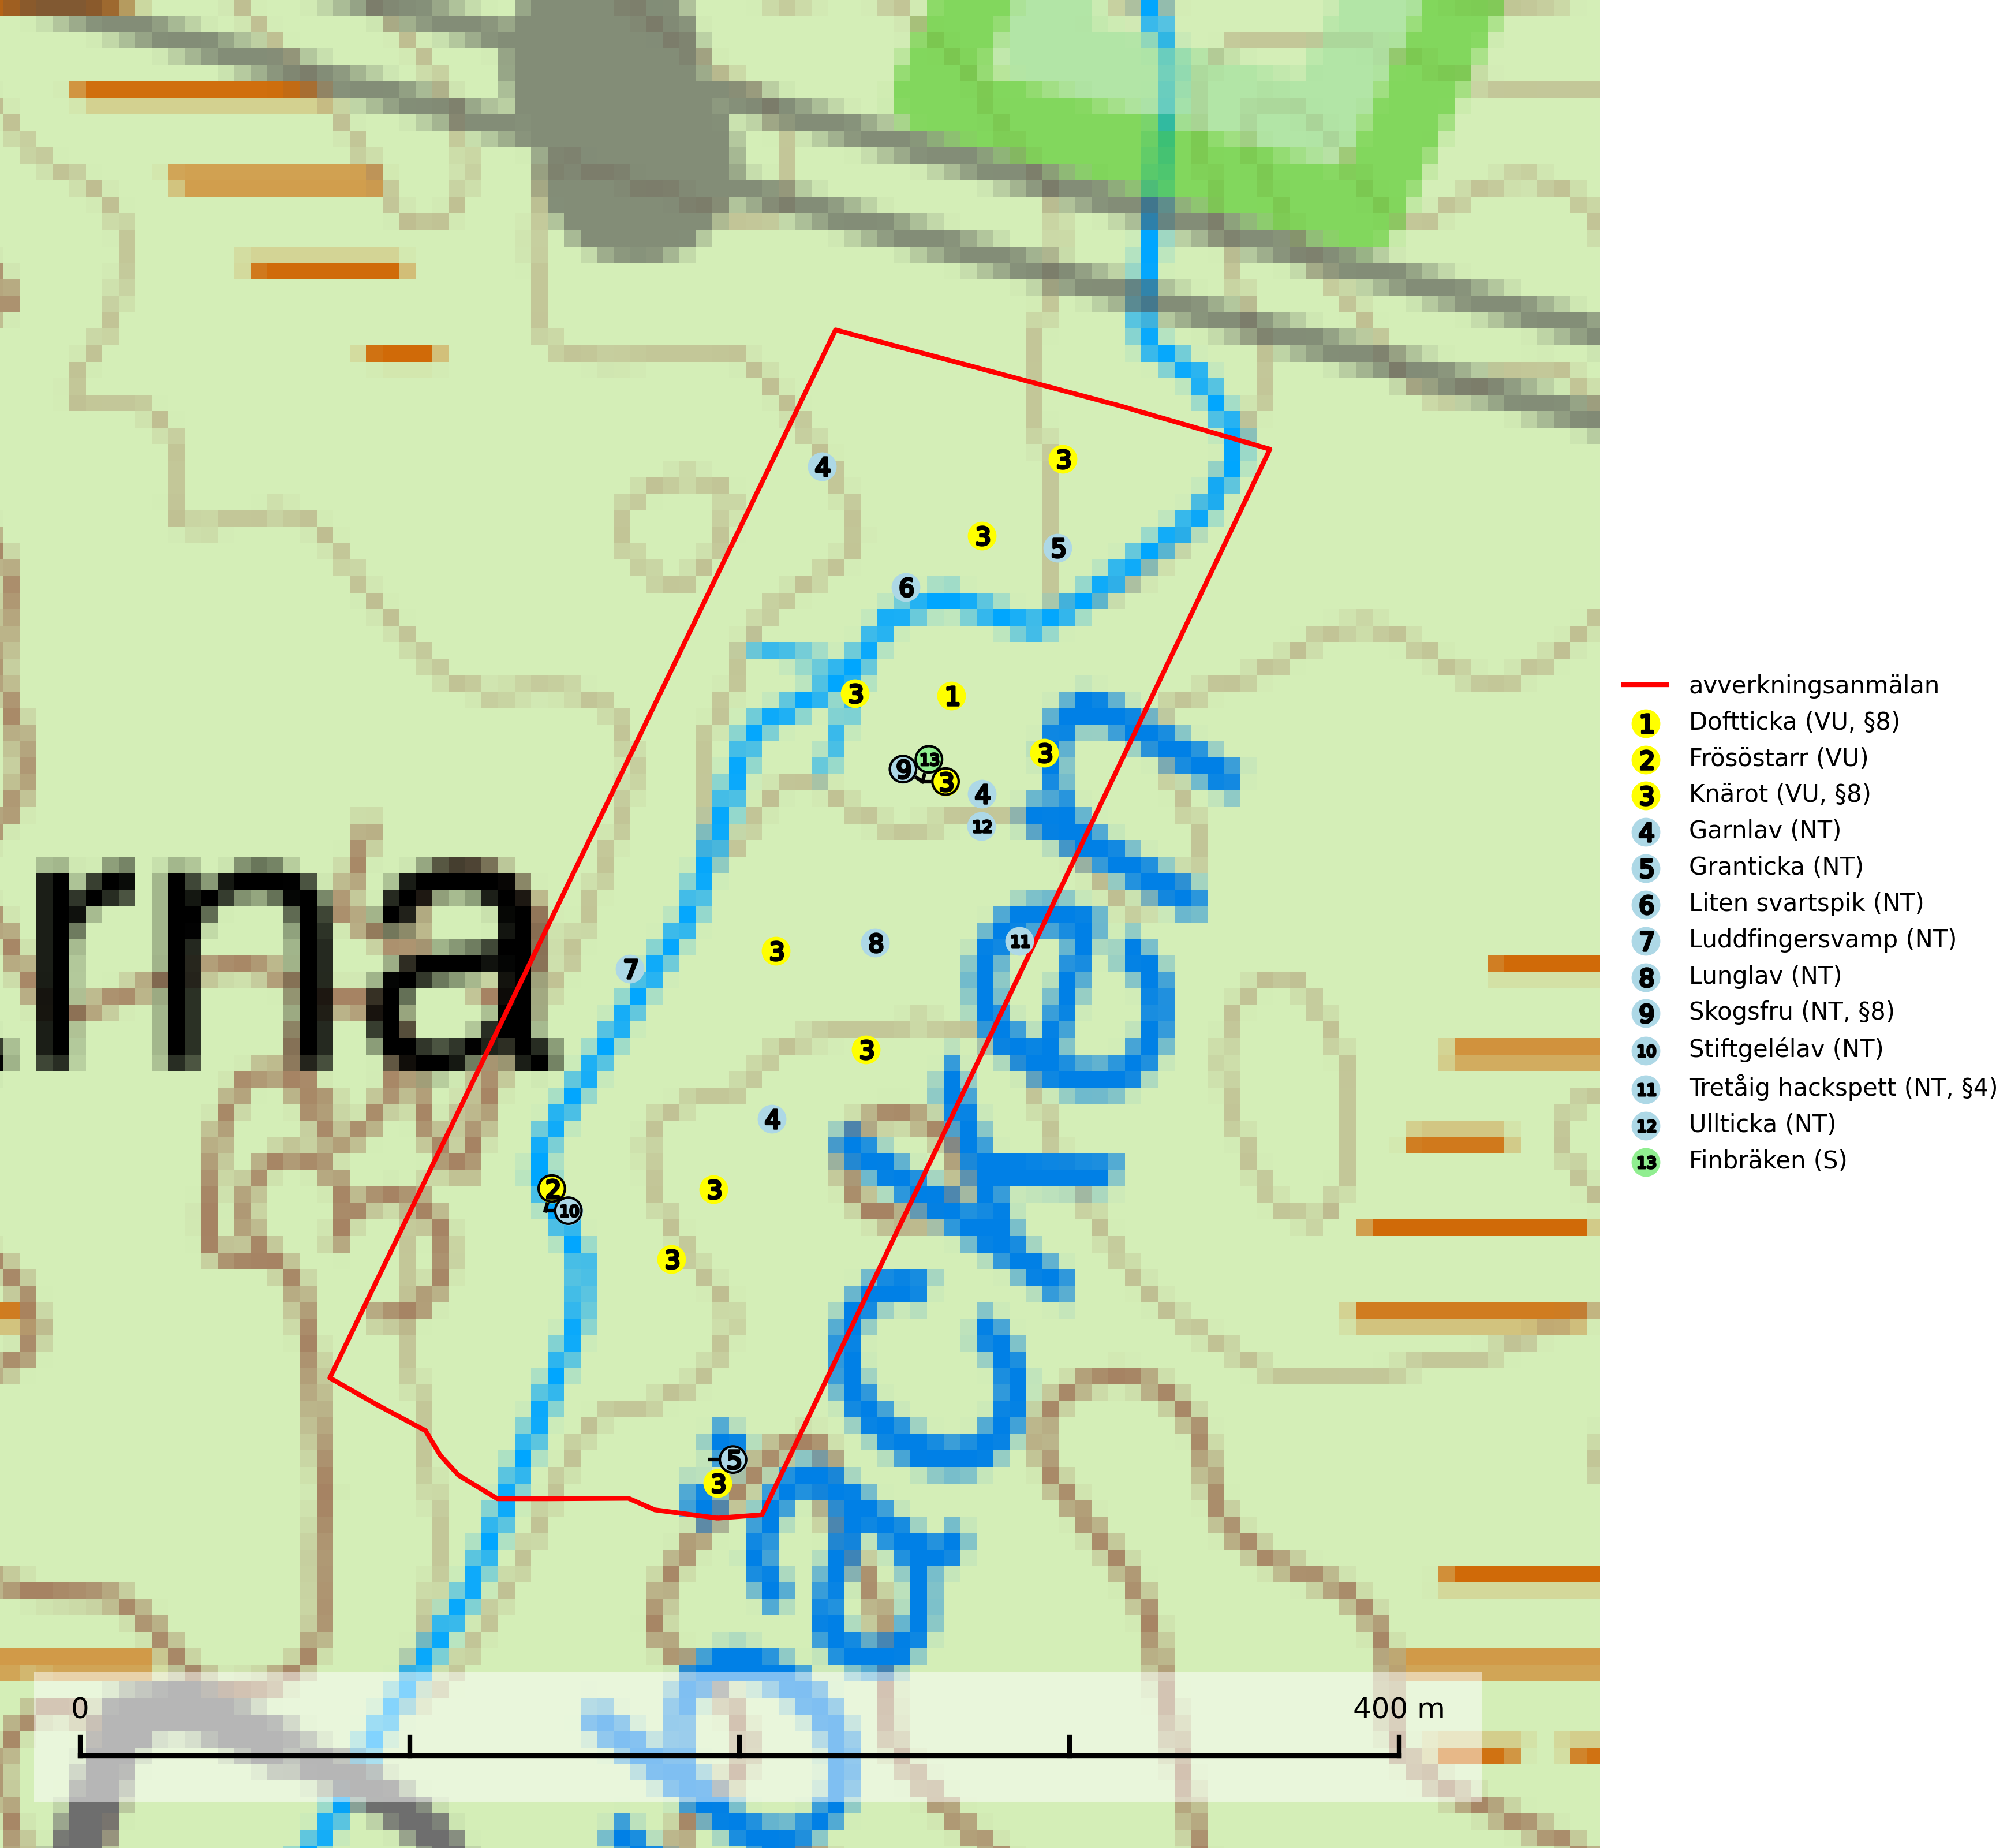 rna
avverkningsanmälan
1 Doftticka (VU, §8)
2 Frösöstarr (VU)
3 Knärot (VU, §8)
4 Garnlav (NT)
5 Granticka (NT)
6 Liten svartspik (NT)
7 Luddfingersvamp (NT)
8 Lunglav (NT)
9 Skogsfru (NT, §8)
10 Stiftgelélav (NT)
11 Tretåig hackspett (NT, §4)
12 Ullticka (NT)
13 Finbräken (S)
4
3
3
5
6
3
1
3
13
9
3
4
12
3
8
11
7
3
4
2
3
10
3
5
3
0
400 m